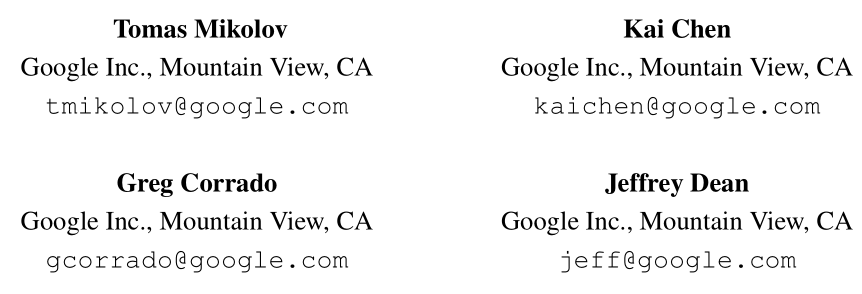 Tomas Mikolov
Google Inc., Mountain View, CA
tmikolov@google.com
Kai Chen
Google Inc., Mountain View, CA
kaichen@google.com
Greg Corrado
Google Inc., Mountain View, CA
gcorrado@google.com
Jeffrey Dean
Google Inc., Mountain View, CA
jeff@google.com